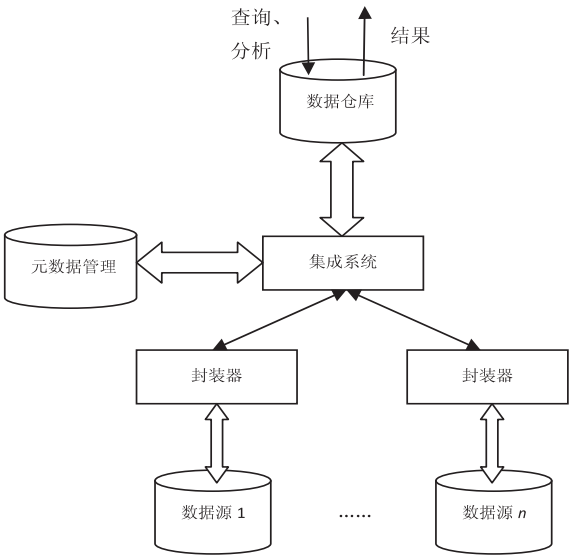 查询、
分析
结果
数据仓库
元数据管理
集成系统
封装器
封装器
数据源 1
......
数据源 n